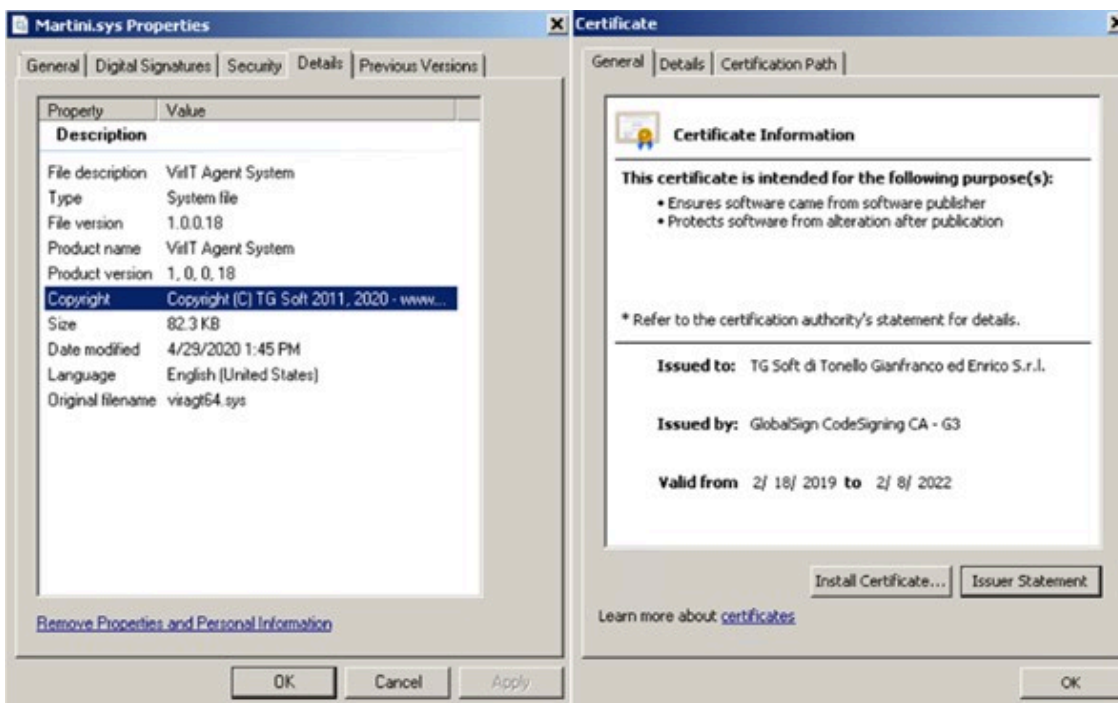 Martini.sys Properties
General Digital Signatures Security Details Previous Versions
Property Value
Description
File description VirIT Agent System
Type System file
File version 1.0.0.18
Product name VirIT Agent System
Product version 1, 0, 0, 18
Copyright Copyright (C) TG Soft 2011, 2020 - www...
Size 82.3 KB
Date modified 4/29/2020 1:45 PM
Language English (United States)
Original filename viragt64.sys
Remove Properties and Personal Information
OK Cancel Apply
Certificate
General Details Certification Path
Certificate Information
This certificate is intended for the following purpose(s):
• Ensures software came from software publisher
• Protects software from alteration after publication
* Refer to the certification authority's statement for details.
Issued to: TG Soft di Tonello Gianfranco ed Enrico S.r.l.
Issued by: GlobalSign CodeSigning CA - G3
Valid from 2/ 18/ 2019 to 2/ 8/ 2022
Install Certificate... Issuer Statement
Learn more about certificates
OK